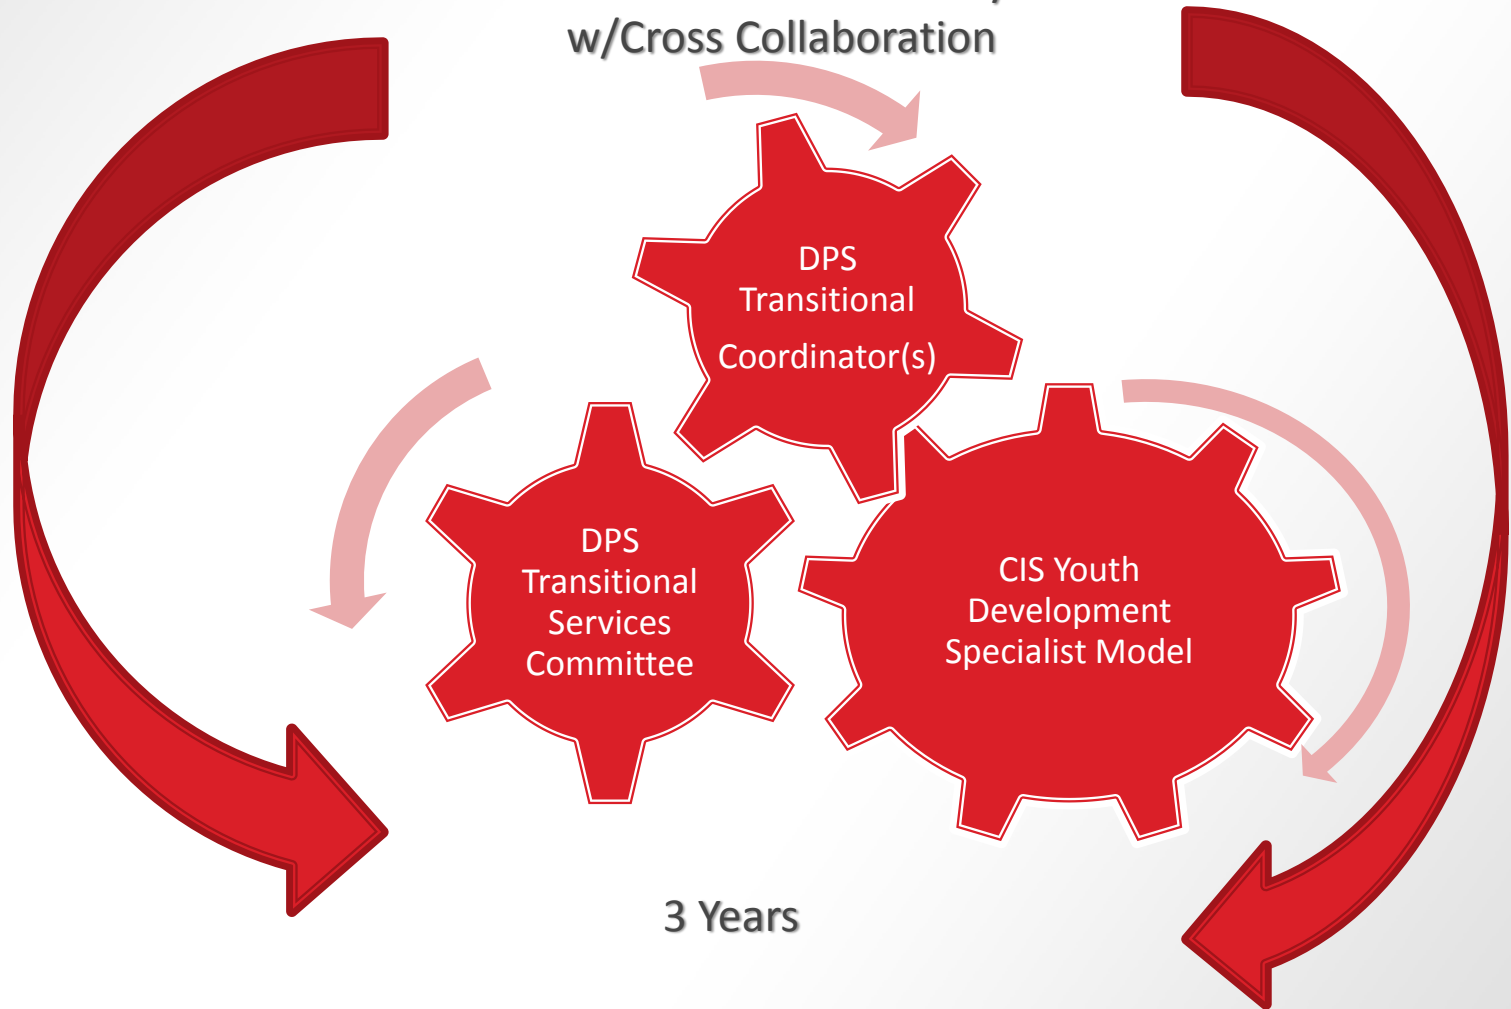 w/Cross Collaboration
DPS
Transitional
Coordinator(s)
DPS
Transitional
Services
Committee
CIS Youth
Development
Specialist Model
3 Years